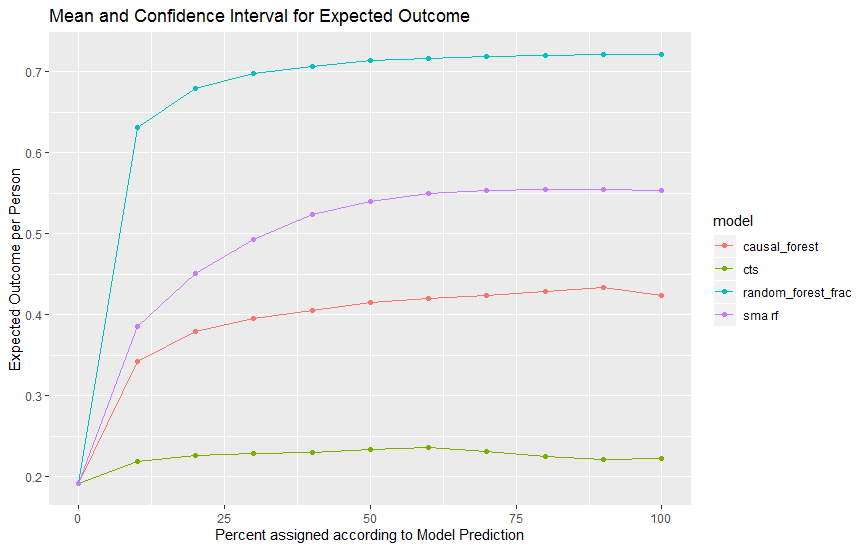 Mean and Confidence Interval for Expected Outcome
Expected Outcome per Person
0.7
0.6
0.5
0.4
0.3
0.2
0
25
50
75
100
Percent assigned according to Model Prediction
model
causal_forest
cts
random_forest_frac
sma rf